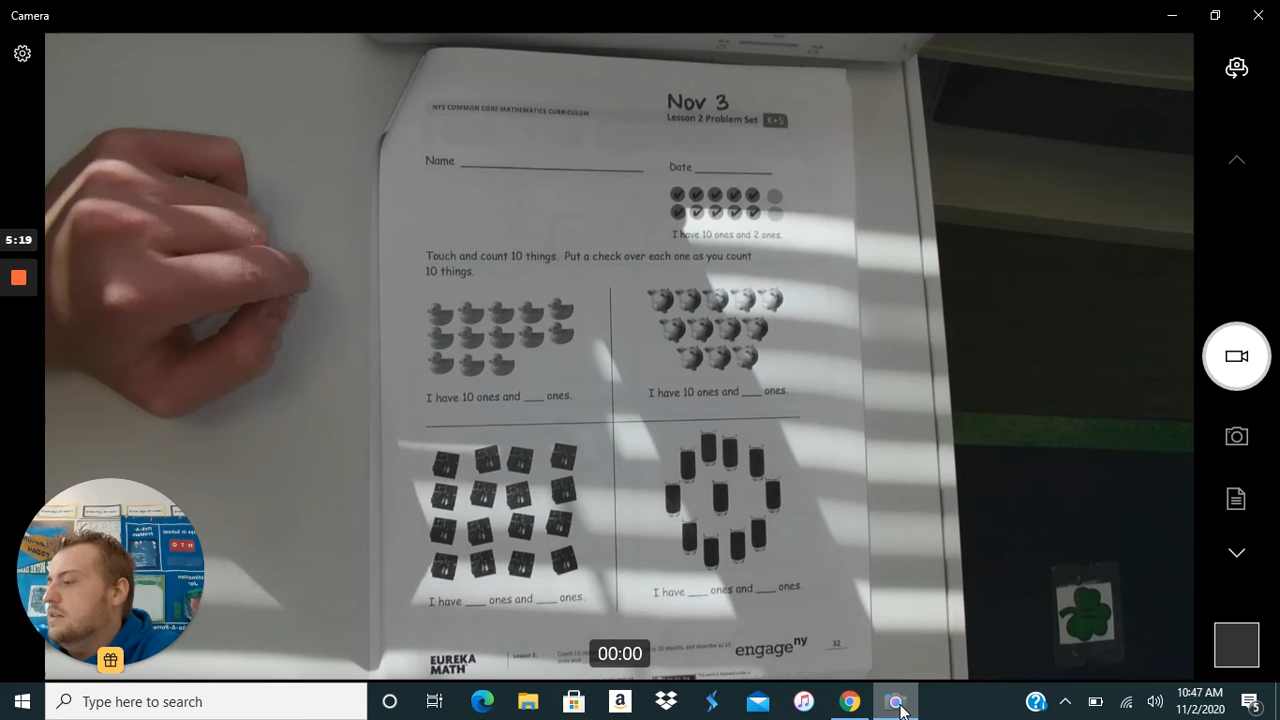 Camera
Nov 3
NYS COMMON CORE MATHEMATICS CURRICULUM
Lesson 2 Problem Set K•5
Name
Date
I have 10 ones and 2 ones.
Touch and count 10 things. Put a check over each one as you count
10 things.
I have 10 ones and ___ ones.
I have 10 ones and ___ ones.
I have ___ ones and ___ ones.
I have ___ ones and ___ ones.
EUREKA
MATH
engageny
32
5:19
00:00
Type here to search
10:47 AM
11/2/2020
5